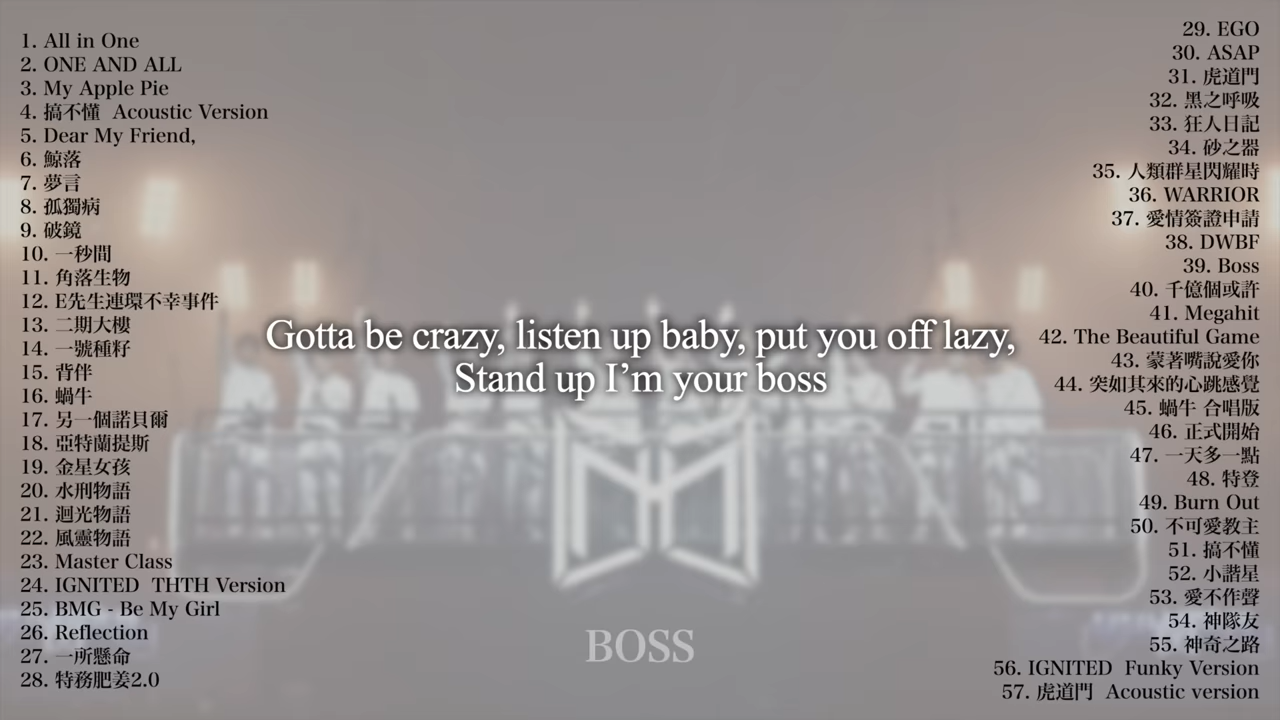 1. All in One
2. ONE AND ALL
3. My Apple Pie
4. 搞不懂  Acoustic Version
5. Dear My Friend,
6. 鯨落
7. 夢言
8. 孤獨病
9. 破鏡
10. 一秒間
11. 角落生物
12. E先生連環不幸事件
13. 二期大樓
14. 一號種籽
15. 背伴
16. 蝸牛
17. 另一個諾貝爾
18. 亞特蘭提斯
19. 金星女孩
20. 水刑物語
21. 迴光物語
22. 風靈物語
23. Master Class
24. IGNITED  THTH Version
25. BMG - Be My Girl
26. Reflection
27. 一所懸命
28. 特務肥姜2.0
Gotta be crazy, listen up baby, put you off lazy,
Stand up I’m your boss
BOSS
29. EGO
30. ASAP
31. 虎道門
32. 黑之呼吸
33. 狂人日記
34. 砂之器
35. 人類群星閃耀時
36. WARRIOR
37. 愛情簽證申請
38. DWBF
39. Boss
40. 千億個或許
41. Megahit
42. The Beautiful Game
43. 蒙著嘴說愛你
44. 突如其來的心跳感覺
45. 蝸牛 合唱版
46. 正式開始
47. 一天多一點
48. 特登
49. Burn Out
50. 不可愛教主
51. 搞不懂
52. 小諧星
53. 愛不作聲
54. 神隊友
55. 神奇之路
56. IGNITED  Funky Version
57. 虎道門  Acoustic version